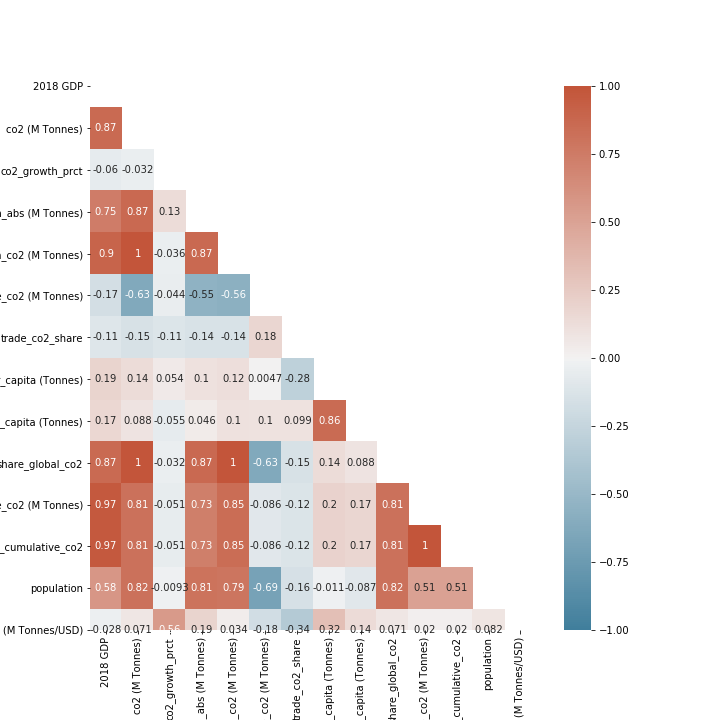 2018 GDP
co2 (M Tonnes) 0.87
co2_growth_prct -0.06 -0.032
_abs (M Tonnes) 0.75 0.87 0.13
_co2 (M Tonnes) 0.9 1 -0.036 0.87
e_co2 (M Tonnes) -0.17 -0.63 -0.044 -0.55 -0.56
trade_co2_share -0.11 -0.15 -0.11 -0.14 -0.14 0.18
_capita (Tonnes) 0.19 0.14 0.054 0.1 0.12 0.0047 -0.28
_capita (Tonnes) 0.17 0.088 -0.055 0.046 0.1 0.1 0.099 0.86
share_global_co2 0.87 1 -0.032 0.87 1 -0.63 -0.15 0.14 0.088
e_co2 (M Tonnes) 0.97 0.81 -0.051 0.73 0.85 -0.086 -0.12 0.2 0.17 0.81
_cumulative_co2 0.97 0.81 -0.051 0.73 0.85 -0.086 -0.12 0.2 0.17 0.81 1
population 0.58 0.82 -0.0093 0.81 0.79 -0.69 -0.16 -0.011 -0.087 0.82 0.51 0.51
(M Tonnes/USD) -0.028 0.071 0.56 0.19 0.034 -0.18 -0.34 0.32 0.14 0.071 0.02 0.02 0.082
2018 GDP
co2 (M Tonnes)
co2_growth_prct
_abs (M Tonnes)
_co2 (M Tonnes)
_co2 (M Tonnes)
trade_co2_share
_capita (Tonnes)
_capita (Tonnes)
hare_global_co2
_co2 (M Tonnes)
_cumulative_co2
population
(M Tonnes/USD)
1.00
0.75
0.50
0.25
0.00
−0.25
−0.50
−0.75
−1.00